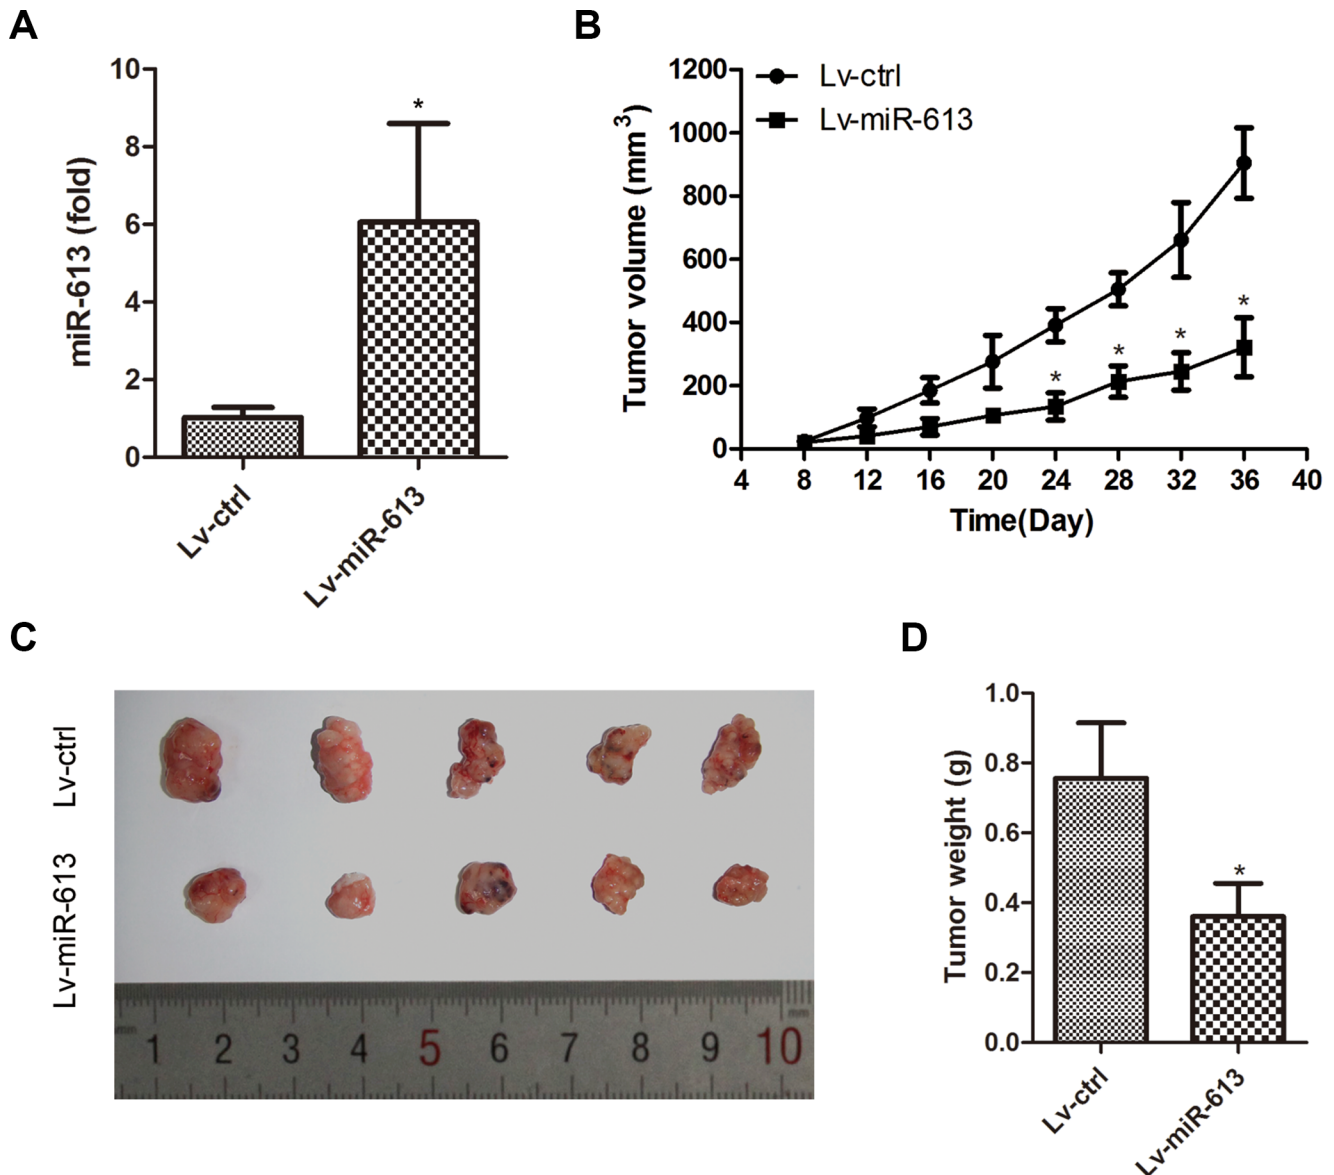 A
10
8
6
4
2
0
miR-613 (fold)
*
Lv-ctrl
Lv-miR-613
B
1200
1000
800
600
400
200
0
Tumor volume (mm³)
Lv-ctrl
Lv-miR-613
* * * *
4 8 12 16 20 24 28 32 36 40
Time(Day)
C
Lv-ctrl
Lv-miR-613
mm
mm
1 2 3 4 5 6 7 8 9 10
D
1.0
0.8
0.6
0.4
0.2
0.0
Tumor weight (g)
*
Lv-ctrl
Lv-miR-613